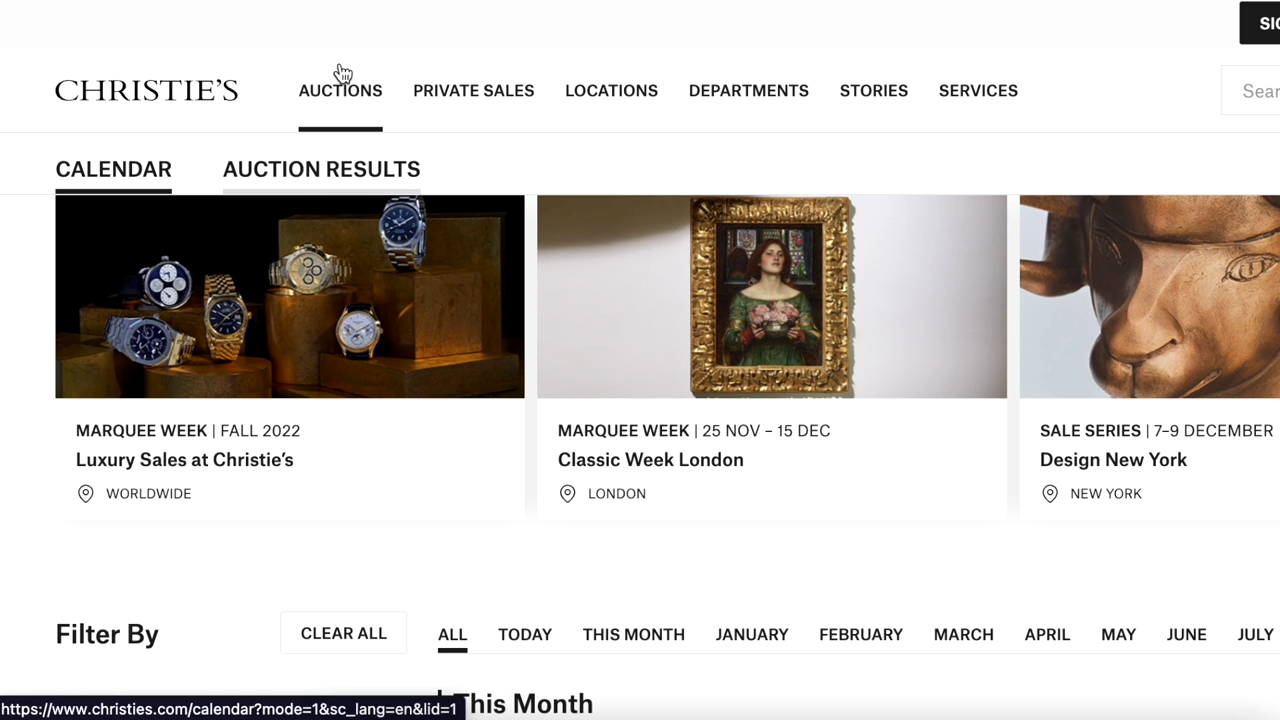 SI
CHRISTIE'S
AUCTIONS PRIVATE SALES LOCATIONS DEPARTMENTS STORIES SERVICES
Sear
CALENDAR AUCTION RESULTS
MARQUEE WEEK | FALL 2022
Luxury Sales at Christie's
WORLDWIDE
MARQUEE WEEK | 25 NOV – 15 DEC
Classic Week London
LONDON
SALE SERIES | 7–9 DECEMBER
Design New York
NEW YORK
Filter By
CLEAR ALL
ALL TODAY THIS MONTH JANUARY FEBRUARY MARCH APRIL MAY JUNE JULY
This Month
https://www.christies.com/calendar?mode=1&sc_lang=en&lid=1